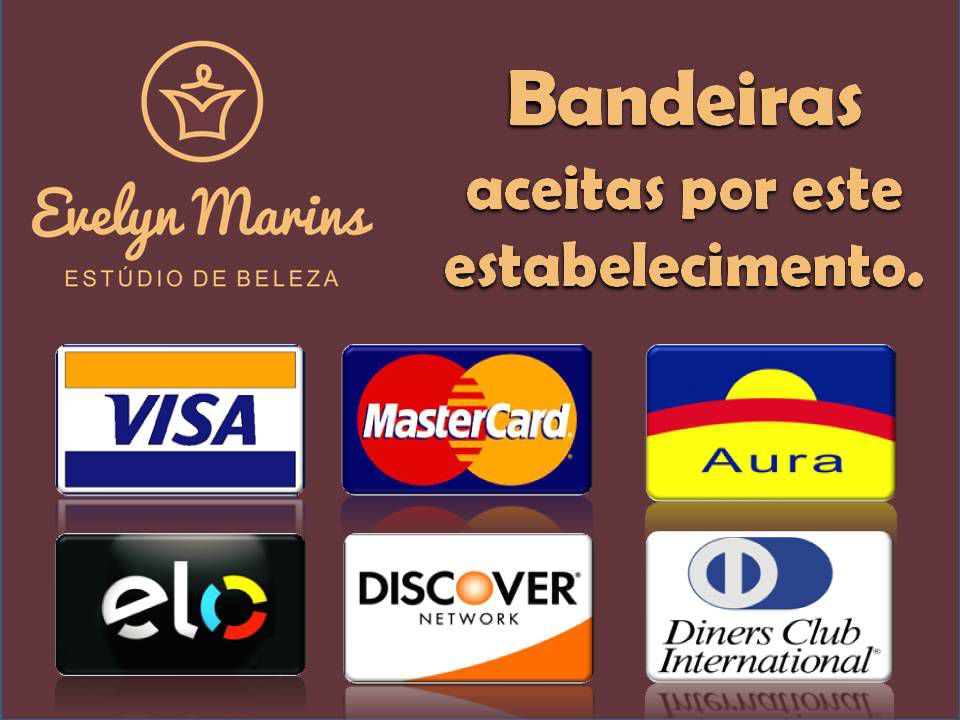 Evelyn Marins
ESTÚDIO DE BELEZA
Bandeiras
aceitas por este
estabelecimento.
VISA
MasterCard
Aura
elo
DISCOVER®
NETWORK
Diners Club
International®